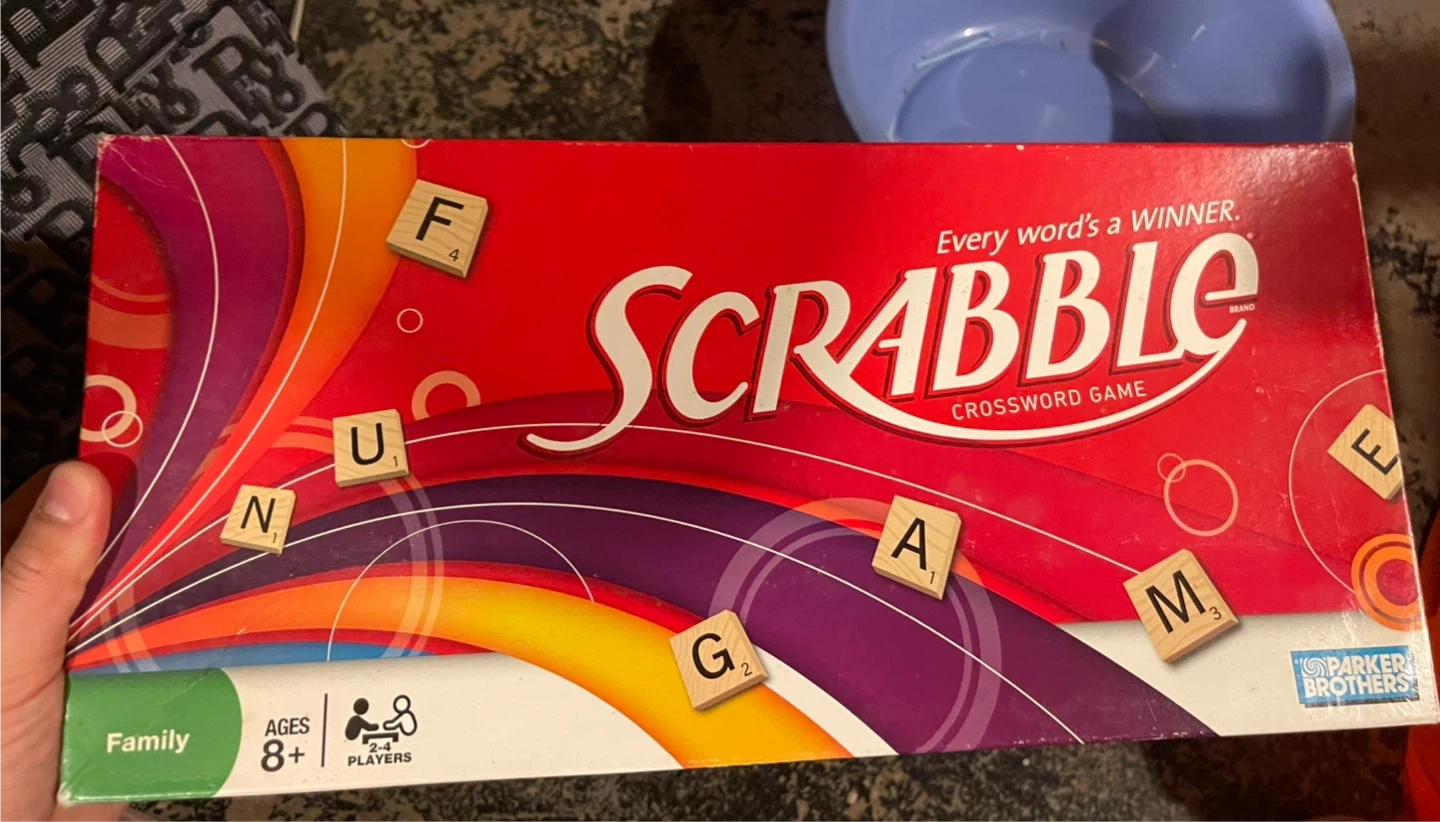 F
4
Every word's a WINNER.
SCRABBLE
BRAND
CROSSWORD GAME
U
1
N
1
E
A
1
M
3
G
2
PARKER
BROTHERS
Family
AGES
8+
2-4
PLAYERS